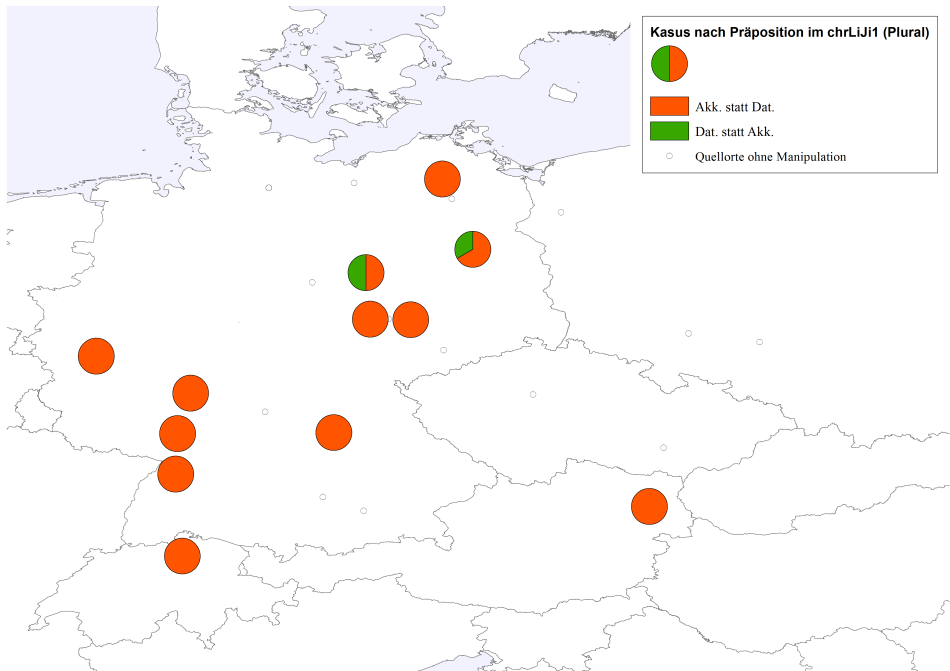 Kasus nach Präposition im chrLiJi1 (Plural)
Akk. statt Dat.
Dat. statt Akk.
Quellorte ohne Manipulation